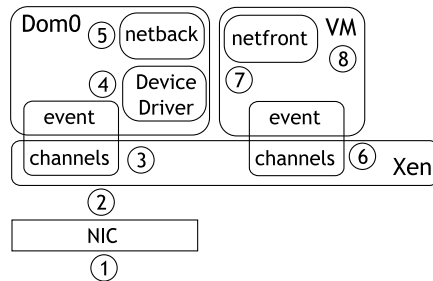 Dom0
5
netback
netfront
VM
8
4
Device
Driver
7
event
channels
3
event
channels
6
Xen
2
NIC
1